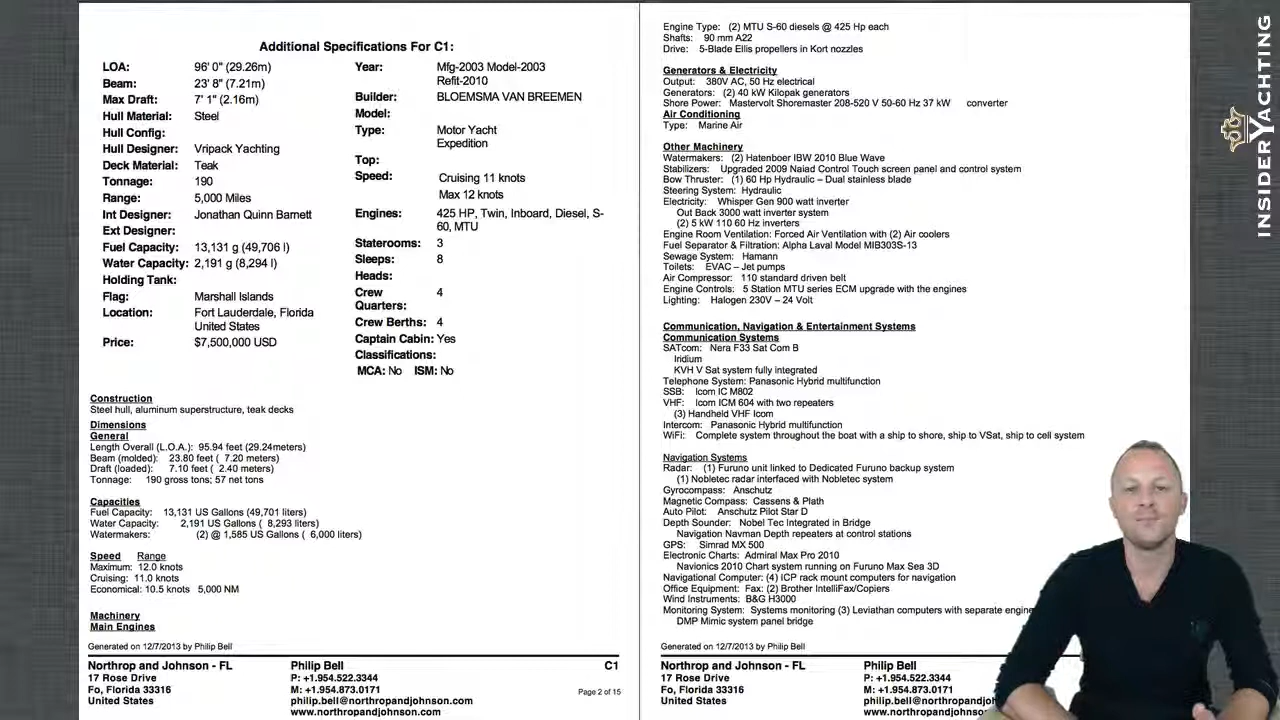 Additional Specifications For C1:
LOA: 96' 0" (29.26m)
Beam: 23' 8" (7.21m)
Max Draft: 7' 1" (2.16m)
Hull Material: Steel
Hull Config:
Hull Designer: Vripack Yachting
Deck Material: Teak
Tonnage: 190
Range: 5,000 Miles
Int Designer: Jonathan Quinn Barnett
Ext Designer:
Fuel Capacity: 13,131 g (49,706 l)
Water Capacity: 2,191 g (8,294 l)
Holding Tank:
Flag: Marshall Islands
Location: Fort Lauderdale, Florida
United States
Price: $7,500,000 USD
Year: Mfg-2003 Model-2003
Refit-2010
Builder: BLOEMSMA VAN BREEMEN
Model:
Type: Motor Yacht
Expedition
Top:
Speed: Cruising 11 knots
Max 12 knots
Engines: 425 HP, Twin, Inboard, Diesel, S-
60, MTU
Staterooms: 3
Sleeps: 8
Heads:
Crew 4
Quarters:
Crew Berths: 4
Captain Cabin: Yes
Classifications:
MCA: No ISM: No
Construction
Steel hull, aluminum superstructure, teak decks
Dimensions
General
Length Overall (L.O.A.): 95.94 feet (29.24meters)
Beam (molded): 23.80 feet ( 7.20 meters)
Draft (loaded): 7.10 feet ( 2.40 meters)
Tonnage: 190 gross tons; 57 net tons
Capacities
Fuel Capacity: 13,131 US Gallons (49,701 liters)
Water Capacity: 2,191 US Gallons ( 8,293 liters)
Watermakers: (2) @ 1,585 US Gallons ( 6,000 liters)
Speed Range
Maximum: 12.0 knots
Cruising: 11.0 knots
Economical: 10.5 knots 5,000 NM
Machinery
Main Engines
Generated on 12/7/2013 by Philip Bell
Northrop and Johnson - FL Philip Bell C1
17 Rose Drive P: +1.954.522.3344
Fo, Florida 33316 M: +1.954.873.0171 Page 2 of 15
United States philip.bell@northropandjohnson.com
www.northropandjohnson.com
Engine Type: (2) MTU S-60 diesels @ 425 Hp each
Shafts: 90 mm A22
Drive: 5-Blade Ellis propellers in Kort nozzles
Generators & Electricity
Output: 380V AC, 50 Hz electrical
Generators: (2) 40 kW Kilopak generators
Shore Power: Mastervolt Shoremaster 208-520 V 50-60 Hz 37 kW converter
Air Conditioning
Type: Marine Air
Other Machinery
Watermakers: (2) Hatenboer IBW 2010 Blue Wave
Stabilizers: Upgraded 2009 Naiad Control Touch screen panel and control system
Bow Thruster: (1) 60 Hp Hydraulic – Dual stainless blade
Steering System: Hydraulic
Electricity: Whisper Gen 900 watt inverter
Out Back 3000 watt inverter system
(2) 5 kW 110 60 Hz inverters
Engine Room Ventilation: Forced Air Ventilation with (2) Air coolers
Fuel Separator & Filtration: Alpha Laval Model MIB303S-13
Sewage System: Hamann
Toilets: EVAC – Jet pumps
Air Compressor: 110 standard driven belt
Engine Controls: 5 Station MTU series ECM upgrade with the engines
Lighting: Halogen 230V – 24 Volt
Communication, Navigation & Entertainment Systems
Communication Systems
SATcom: Nera F33 Sat Com B
Iridium
KVH V Sat system fully integrated
Telephone System: Panasonic Hybrid multifunction
SSB: Icom IC M802
VHF: Icom ICM 604 with two repeaters
(3) Handheld VHF Icom
Intercom: Panasonic Hybrid multifunction
WiFi: Complete system throughout the boat with a ship to shore, ship to VSat, ship to cell system
Navigation Systems
Radar: (1) Furuno unit linked to Dedicated Furuno backup system
(1) Nobletec radar interfaced with Nobletec system
Gyrocompass: Anschutz
Magnetic Compass: Cassens & Plath
Auto Pilot: Anschutz Pilot Star D
Depth Sounder: Nobel Tec Integrated in Bridge
Navigation Navman Depth repeaters at control stations
GPS: Simrad MX 500
Electronic Charts: Admiral Max Pro 2010
Navionics 2010 Chart system running on Furuno Max Sea 3D
Navigational Computer: (4) ICP rack mount computers for navigation
Office Equipment: Fax: (2) Brother IntelliFax/Copiers
Wind Instruments: B&G H3000
Monitoring System: Systems monitoring (3) Leviathan computers with separate engine
DMP Mimic system panel bridge
Generated on 12/7/2013 by Philip Bell
Northrop and Johnson - FL Philip Bell
17 Rose Drive P: +1.954.522.3344
Fo, Florida 33316 M: +1.954.873.0171
United States philip.bell@northropandjohnso
www.northropandjohnson
INSIDER YACHTING